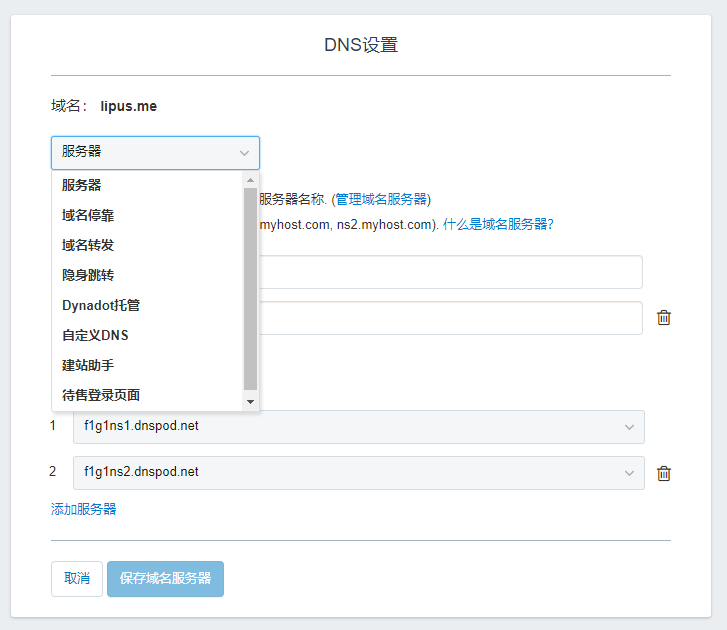 DNS设置
域名： lipus.me
服务器
服务器
域名停靠
域名转发
隐身跳转
Dynadot托管
自定义DNS
建站助手
待售登录页面
服务器名称. (管理域名服务器)
myhost.com, ns2.myhost.com). 什么是域名服务器?
1 f1g1ns1.dnspod.net
2 f1g1ns2.dnspod.net
添加服务器
取消 保存域名服务器